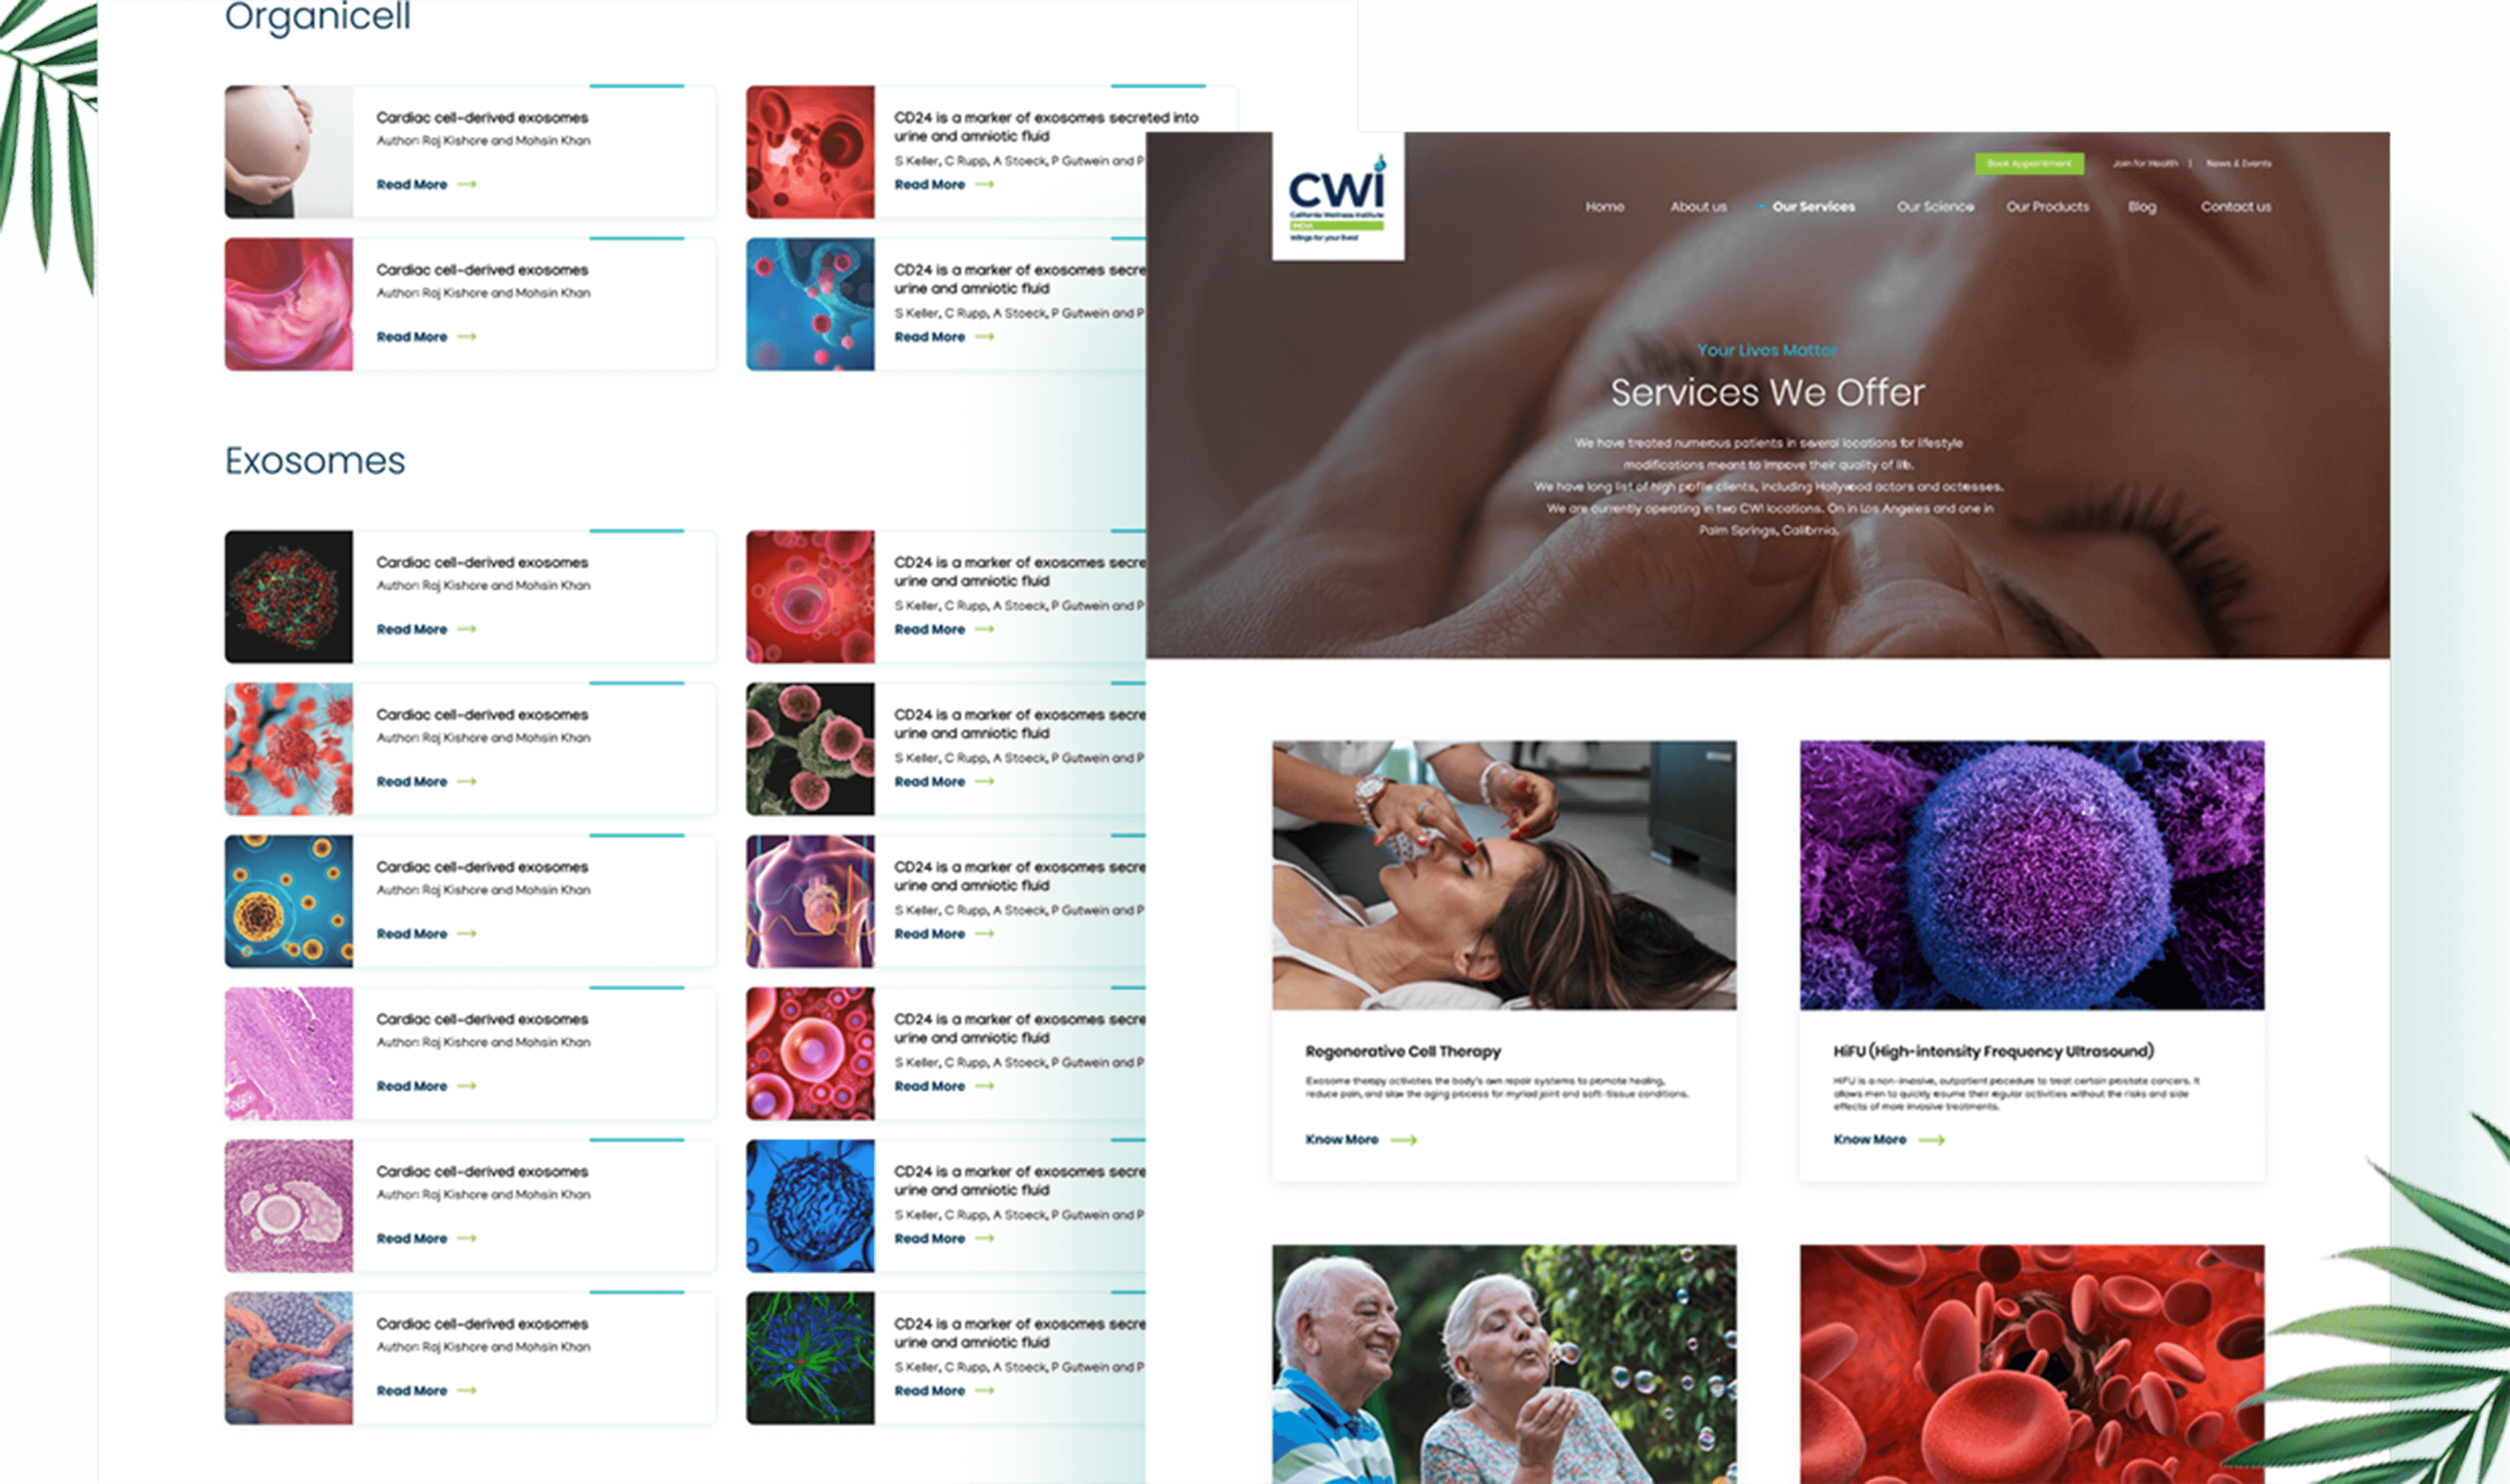 Organicell
Cardiac cell-derived exosomes
Author: Raj Kishore and Mohsin Khan
Read More
CD24 is a marker of exosomes secreted into
urine and amniotic fluid
S Keller, C Rupp, A Stoeck, P Gutwein and P
Read More
Cardiac cell-derived exosomes
Author: Raj Kishore and Mohsin Khan
Read More
CD24 is a marker of exosomes secre
urine and amniotic fluid
S Keller, C Rupp, A Stoeck, P Gutwein and P
Read More
Exosomes
Cardiac cell-derived exosomes
Author: Raj Kishore and Mohsin Khan
Read More
CD24 is a marker of exosomes secre
urine and amniotic fluid
S Keller, C Rupp, A Stoeck, P Gutwein and P
Read More
Cardiac cell-derived exosomes
Author: Raj Kishore and Mohsin Khan
Read More
CD24 is a marker of exosomes secre
urine and amniotic fluid
S Keller, C Rupp, A Stoeck, P Gutwein and P
Read More
Cardiac cell-derived exosomes
Author: Raj Kishore and Mohsin Khan
Read More
CD24 is a marker of exosomes secre
urine and amniotic fluid
S Keller, C Rupp, A Stoeck, P Gutwein and P
Read More
Cardiac cell-derived exosomes
Author: Raj Kishore and Mohsin Khan
Read More
CD24 is a marker of exosomes secre
urine and amniotic fluid
S Keller, C Rupp, A Stoeck, P Gutwein and P
Read More
Cardiac cell-derived exosomes
Author: Raj Kishore and Mohsin Khan
Read More
CD24 is a marker of exosomes secre
urine and amniotic fluid
S Keller, C Rupp, A Stoeck, P Gutwein and P
Read More
Cardiac cell-derived exosomes
Author: Raj Kishore and Mohsin Khan
Read More
CD24 is a marker of exosomes secre
urine and amniotic fluid
S Keller, C Rupp, A Stoeck, P Gutwein and P
Read More
CWI
California Wellness Institute
INDIA
Wings for your lives!
Book Appointment
Join for Health | News & Events
Home About us Our Services Our Science Our Products Blog Contact us
Your Lives Matter
Services We Offer
We have treated numerous patients in several locations for lifestyle
modifications meant to improve their quality of life.
We have long list of high profile clients, including Hollywood actors and actresses.
We are currently operating in two CWI locations. On in Los Angeles and one in
Palm Springs, California.
Regenerative Cell Therapy
Exosome therapy activates the body's own repair systems to promote healing,
reduce pain, and slow the aging process for myriad joint and soft-tissue conditions.
Know More
HiFU (High-intensity Frequency Ultrasound)
HiFU is a non-invasive, outpatient procedure to treat certain prostate cancers. It
allows men to quickly resume their regular activities without the risks and side
effects of more invasive treatments.
Know More